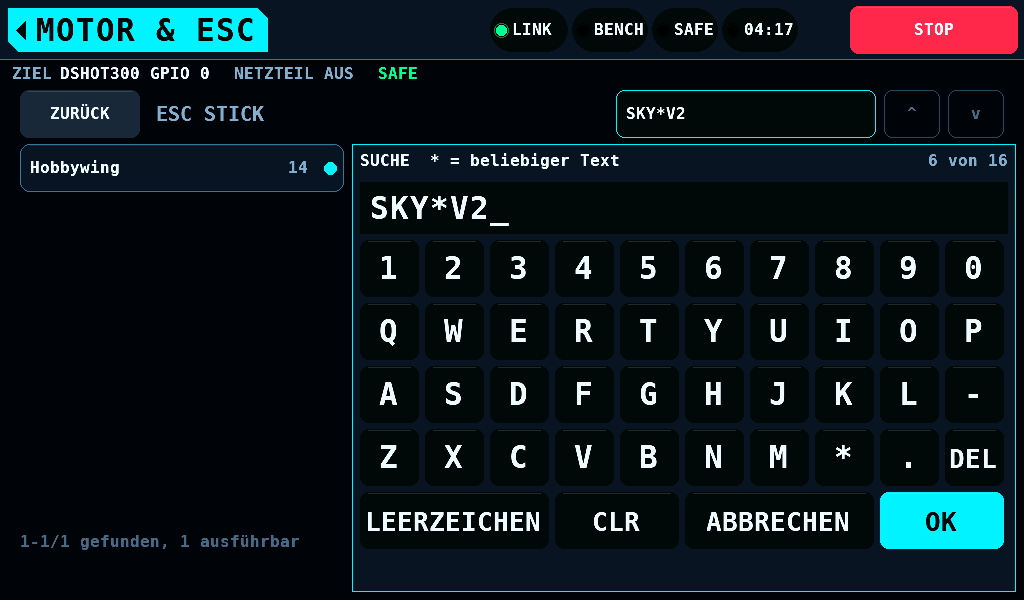 MOTOR & ESC
LINK
BENCH
SAFE
04:17
STOP
ZIEL DSHOT300 GPIO 0 NETZTEIL AUS SAFE
ZURÜCK
ESC STICK
SKY*V2
^
v
Hobbywing 14
SUCHE * = beliebiger Text
6 von 16
SKY*V2_
1 2 3 4 5 6 7 8 9 0
Q W E R T Y U I O P
A S D F G H J K L -
Z X C V B N M * . DEL
LEERZEICHEN CLR ABBRECHEN OK
1-1/1 gefunden, 1 ausführbar